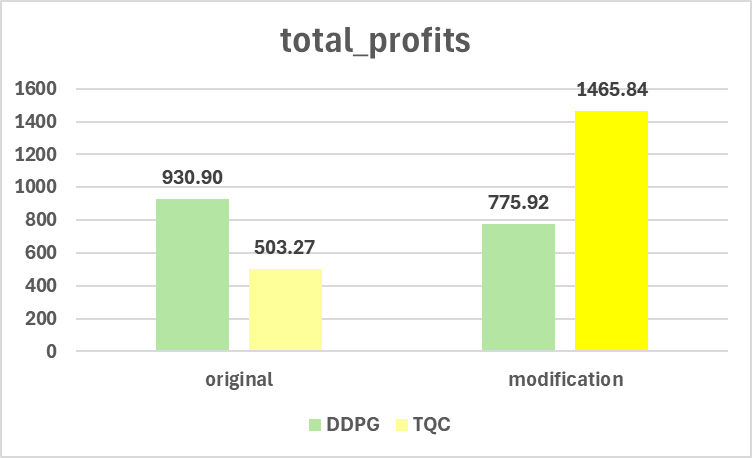 total_profits
1600
1400
1200
1000
800
600
400
200
0
930.90
503.27
775.92
1465.84
original
modification
DDPG
TQC